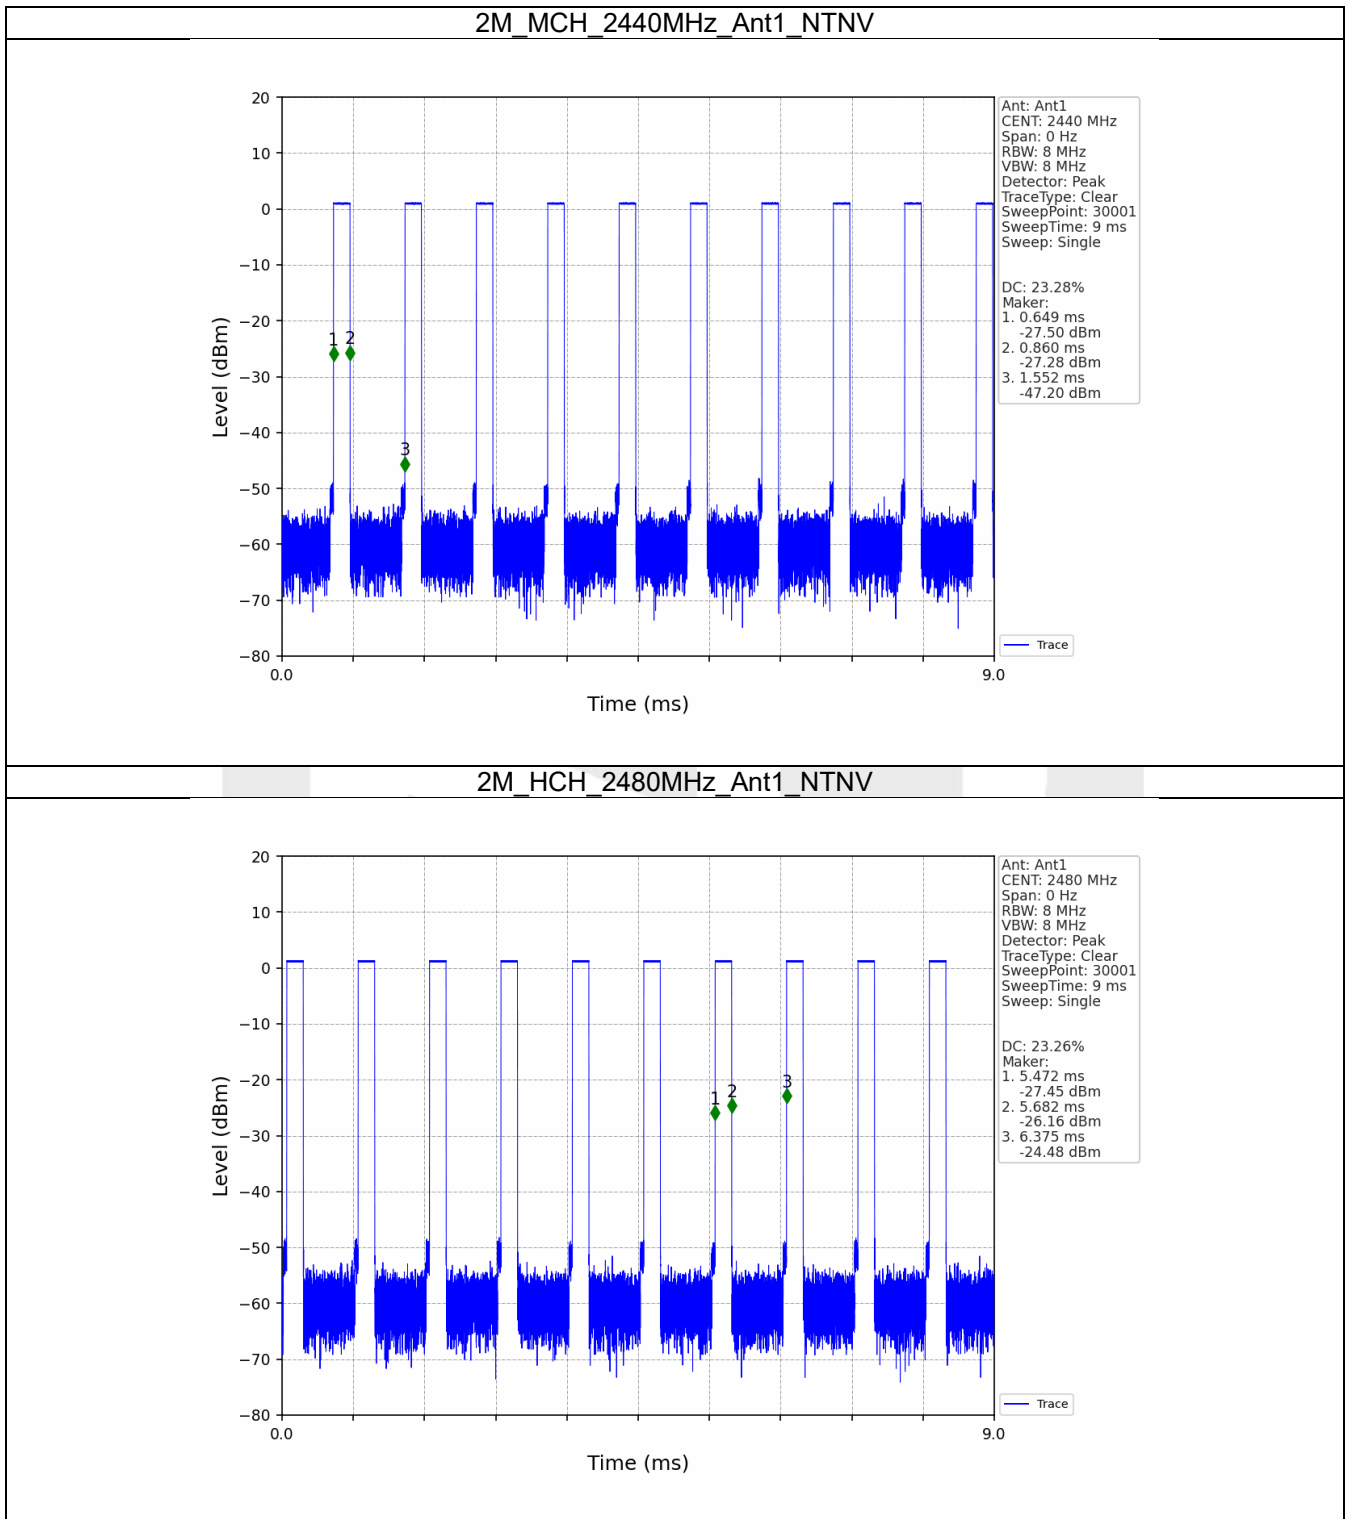 2M_MCH_2440MHz_Ant1_NTNV
20
10
0
−10
−20
−30
−40
−50
−60
−70
−80
Level (dBm)
1
2
3
0.0
9.0
Time (ms)
Ant: Ant1
CENT: 2440 MHz
Span: 0 Hz
RBW: 8 MHz
VBW: 8 MHz
Detector: Peak
TraceType: Clear
SweepPoint: 30001
SweepTime: 9 ms
Sweep: Single
DC: 23.28%
Maker:
1. 0.649 ms
-27.50 dBm
2. 0.860 ms
-27.28 dBm
3. 1.552 ms
-47.20 dBm
Trace
2M_HCH_2480MHz_Ant1_NTNV
20
10
0
−10
−20
−30
−40
−50
−60
−70
−80
Level (dBm)
1
2
3
0.0
9.0
Time (ms)
Ant: Ant1
CENT: 2480 MHz
Span: 0 Hz
RBW: 8 MHz
VBW: 8 MHz
Detector: Peak
TraceType: Clear
SweepPoint: 30001
SweepTime: 9 ms
Sweep: Single
DC: 23.26%
Maker:
1. 5.472 ms
-27.45 dBm
2. 5.682 ms
-26.16 dBm
3. 6.375 ms
-24.48 dBm
Trace